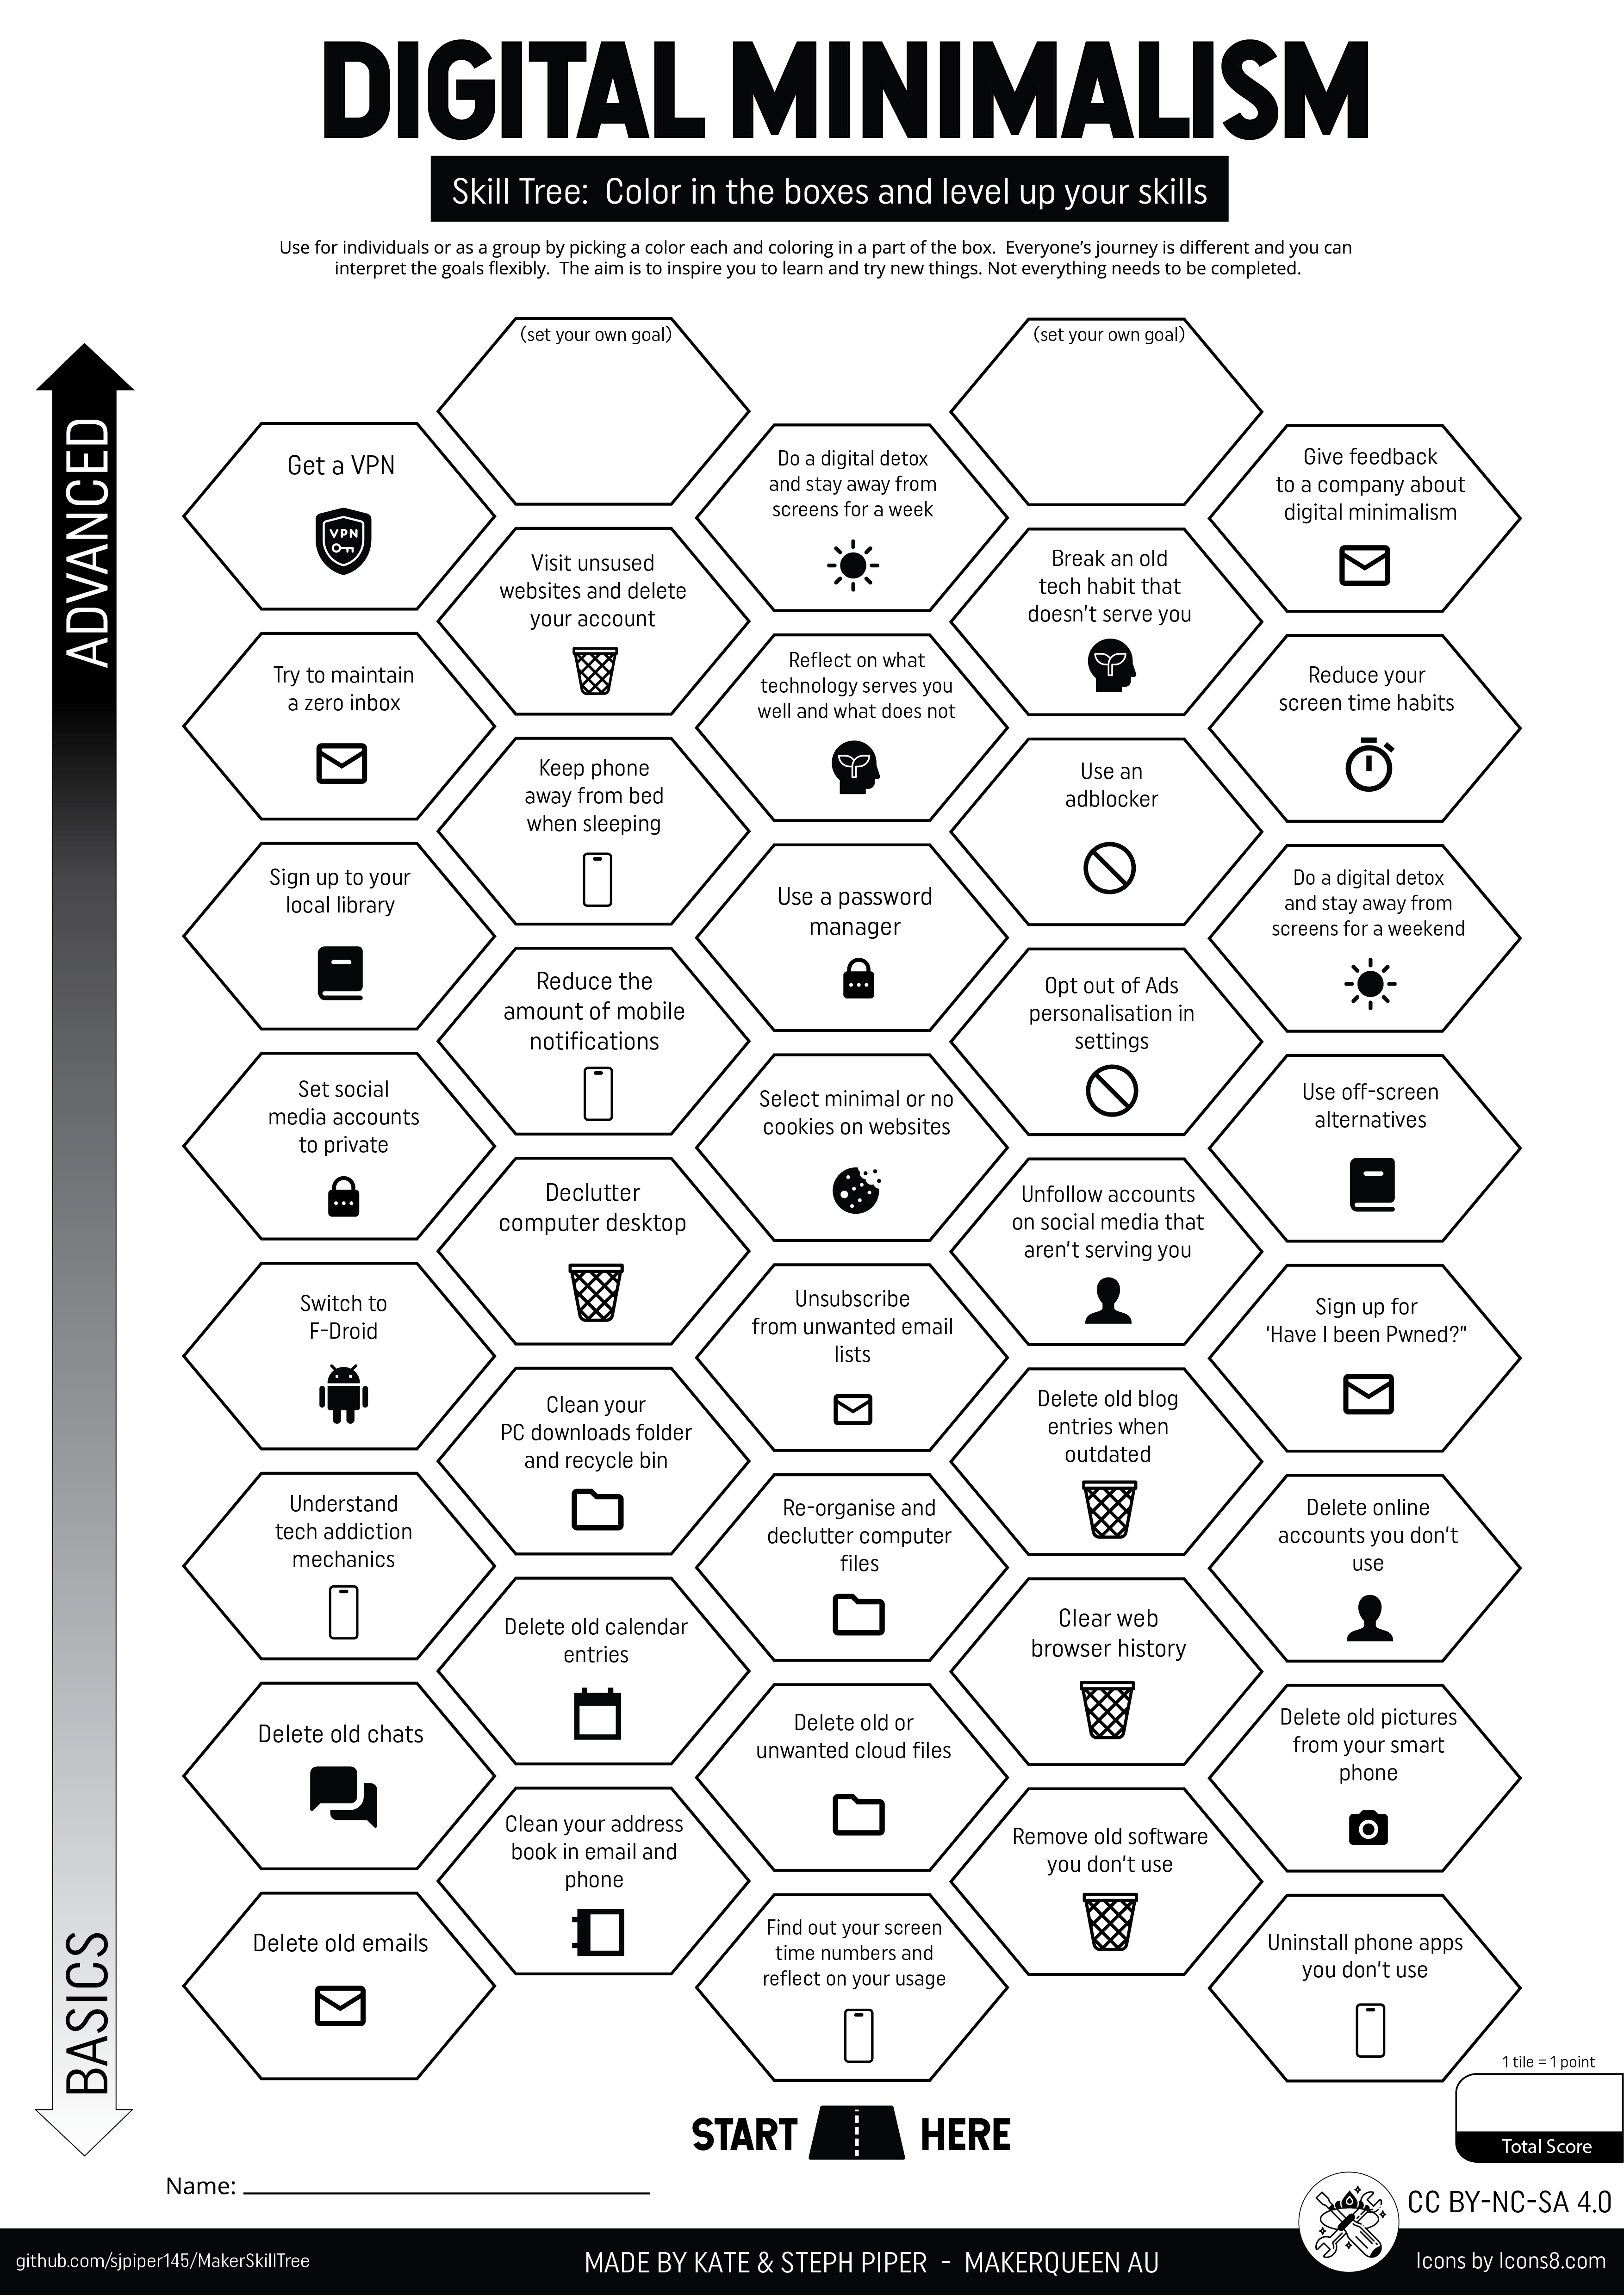 DIGITAL MINIMALISM
Skill Tree:  Color in the boxes and level up your skills
Use for individuals or as a group by picking a color each and coloring in a part of the box.  Everyone's journey is different and you can
interpret the goals flexibly.  The aim is to inspire you to learn and try new things. Not everything needs to be completed.
ADVANCED
BASICS
(set your own goal)
(set your own goal)
Get a VPN
VPN
Do a digital detox
and stay away from
screens for a week
Give feedback
to a company about
digital minimalism
Visit unsused
websites and delete
your account
Break an old
tech habit that
doesn't serve you
Try to maintain
a zero inbox
Reflect on what
technology serves you
well and what does not
Reduce your
screen time habits
Keep phone
away from bed
when sleeping
Use an
adblocker
Sign up to your
local library
Use a password
manager
Do a digital detox
and stay away from
screens for a weekend
Reduce the
amount of mobile
notifications
Opt out of Ads
personalisation in
settings
Set social
media accounts
to private
Select minimal or no
cookies on websites
Use off-screen
alternatives
Declutter
computer desktop
Unfollow accounts
on social media that
aren't serving you
Switch to
F-Droid
Unsubscribe
from unwanted email
lists
Sign up for
'Have I been Pwned?"
Clean your
PC downloads folder
and recycle bin
Delete old blog
entries when
outdated
Understand
tech addiction
mechanics
Re-organise and
declutter computer
files
Delete online
accounts you don't
use
Delete old calendar
entries
Clear web
browser history
Delete old chats
Delete old or
unwanted cloud files
Delete old pictures
from your smart
phone
Clean your address
book in email and
phone
Remove old software
you don't use
Delete old emails
Find out your screen
time numbers and
reflect on your usage
Uninstall phone apps
you don't use
1 tile = 1 point
Total Score
START HERE
Name:
CC BY-NC-SA 4.0
github.com/sjpiper145/MakerSkillTree
MADE BY KATE & STEPH PIPER  -  MAKERQUEEN AU
Icons by Icons8.com